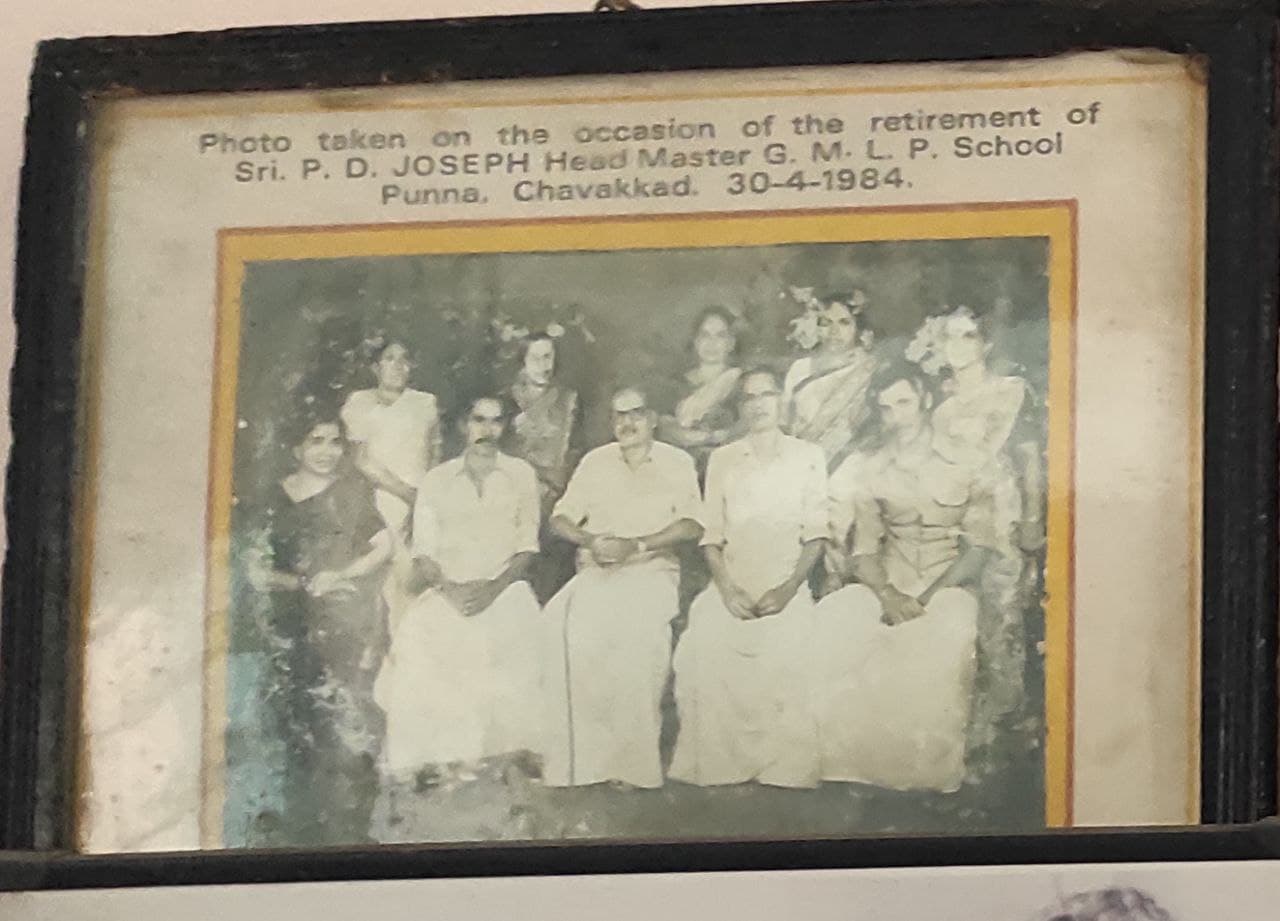 Photo taken on the occasion of the retirement of
Sri. P. D. JOSEPH Head Master G. M. L. P. School
Punna, Chavakkad. 30-4-1984.